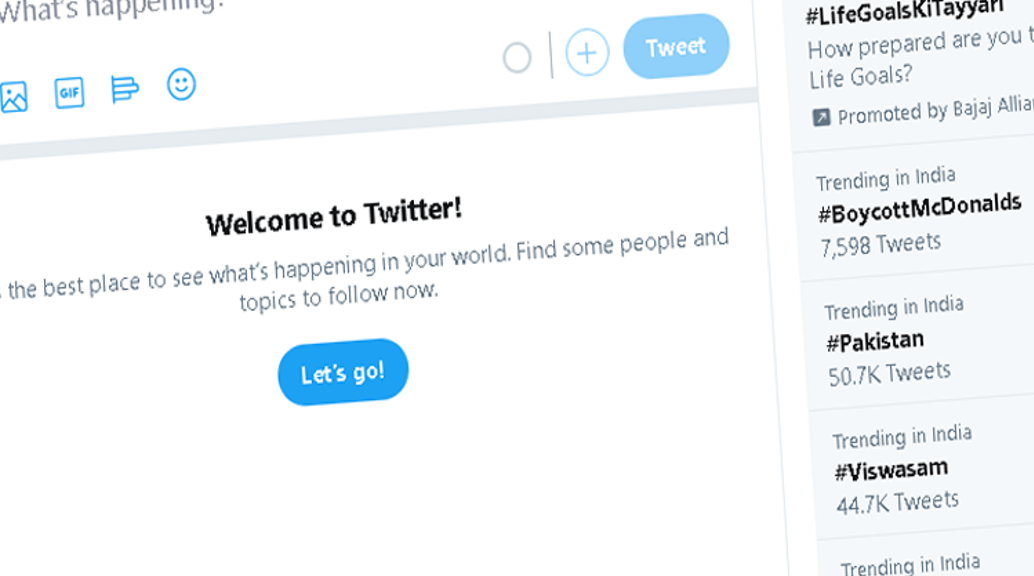 What's happening?
GIF
Tweet
Welcome to Twitter!
the best place to see what's happening in your world. Find some people and
topics to follow now.
Let's go!
#LifeGoalsKiTayyari
How prepared are you
Life Goals?
Promoted by Bajaj
Trending in India
#BoycottMcDonalds
7,598 Tweets
Trending in India
#Pakistan
50.7K Tweets
Trending in India
#Viswasam
44.7K Tweets
Trending in India